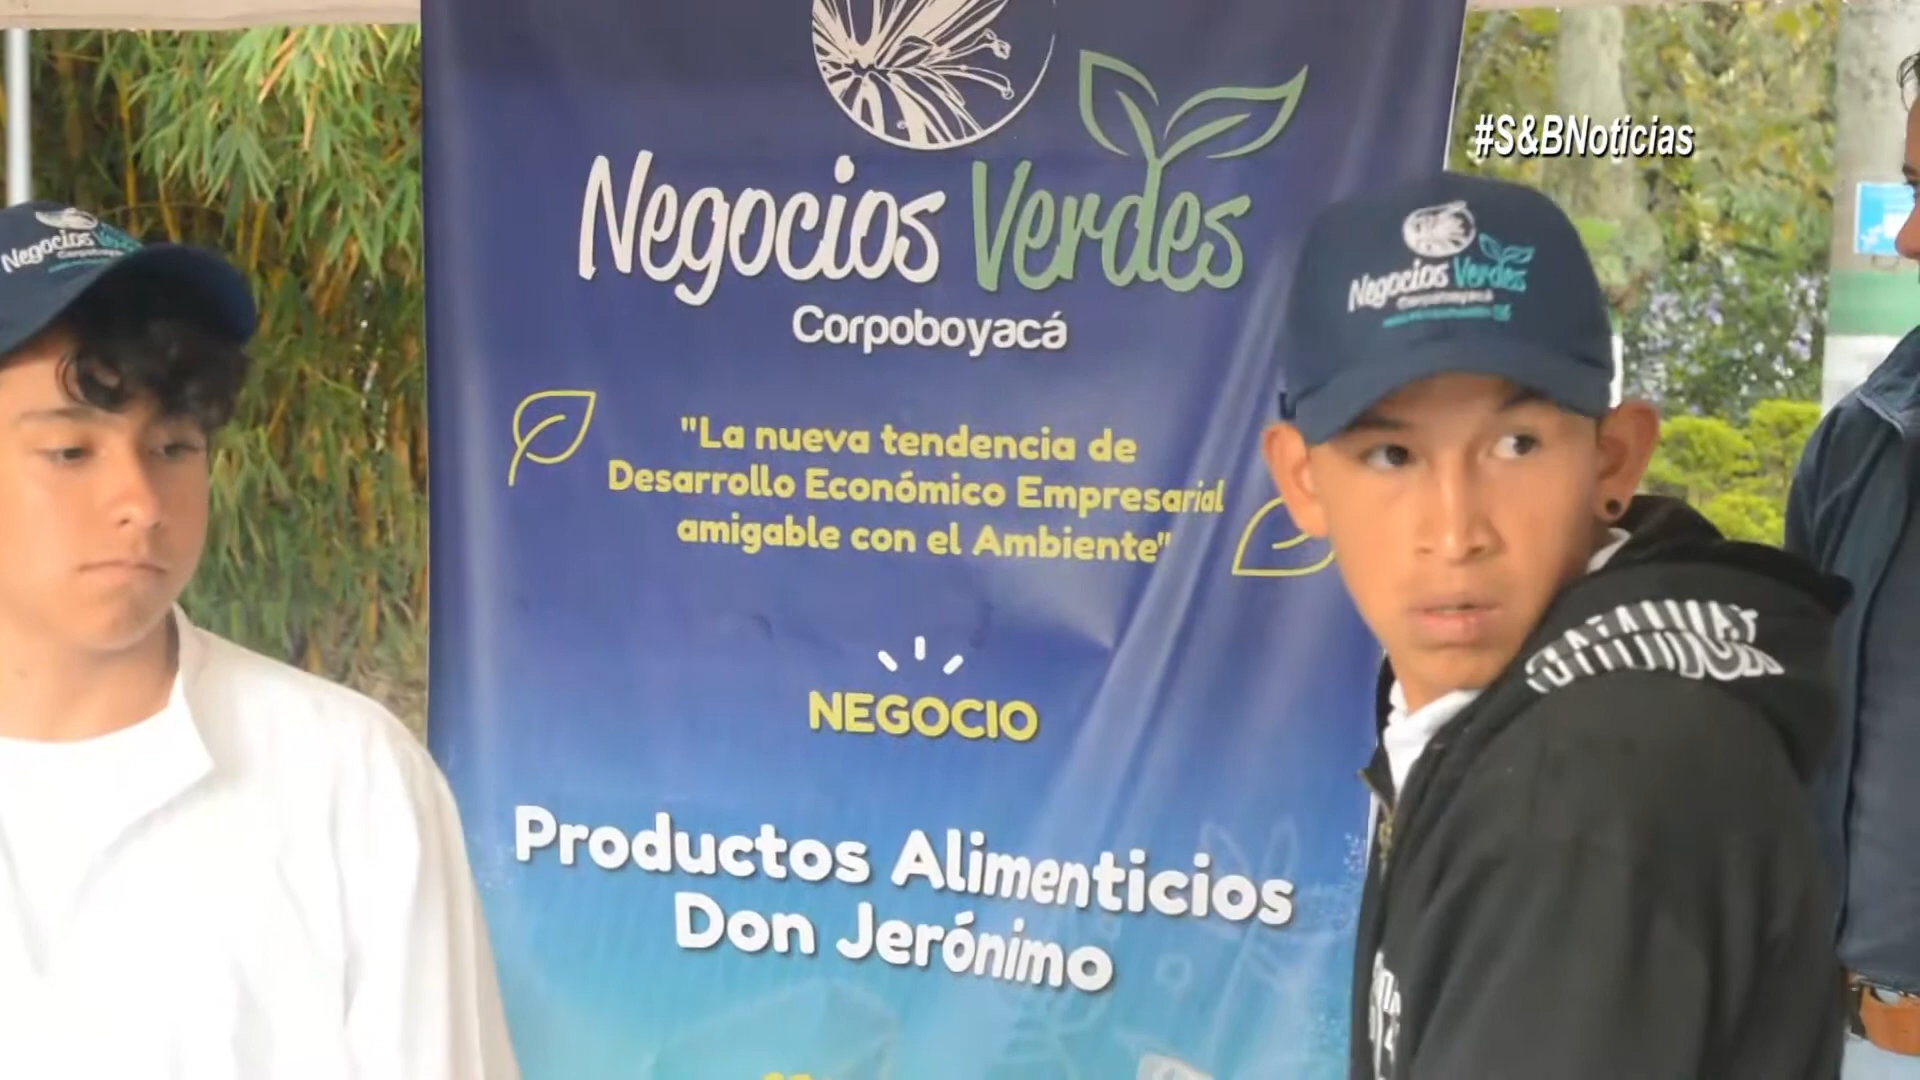 #S&BNoticias
Negocios Verdes
Corpoboyacá
"La nueva tendencia de
Desarrollo Económico Empresarial
amigable con el Ambiente"
NEGOCIO
Productos Alimenticios
Don Jerónimo
Negocios Verdes
Corpoboyacá
Negocios Verdes
Corpoboyacá